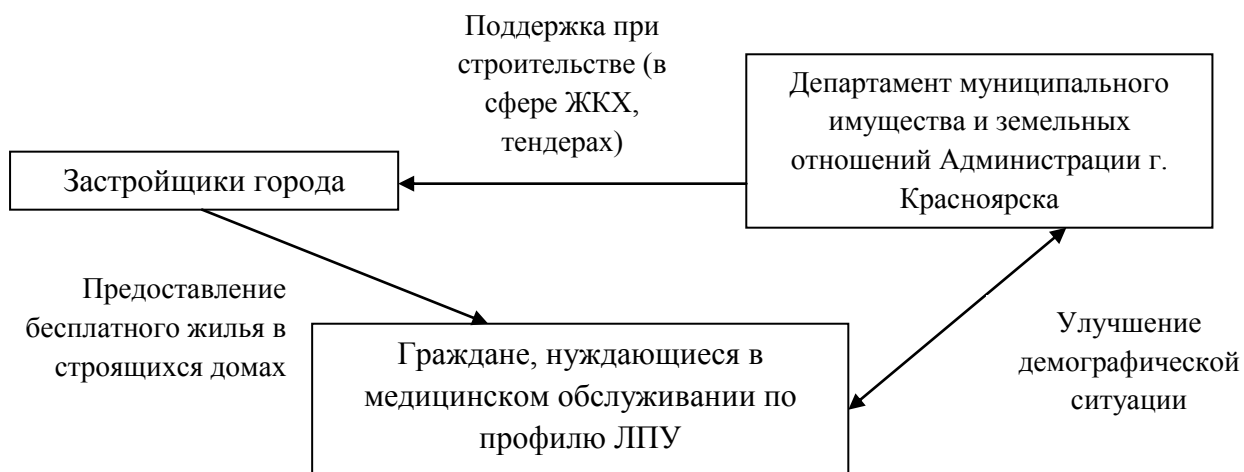 Поддержка при
строительстве (в
сфере ЖКХ,
тендерах)
Департамент муниципального
имущества и земельных
отношений Администрации г.
Красноярска
Застройщики города
Предоставление
бесплатного жилья в
строящихся домах
Граждане, нуждающиеся в
медицинском обслуживании по
профилю ЛПУ
Улучшение
демографической
ситуации